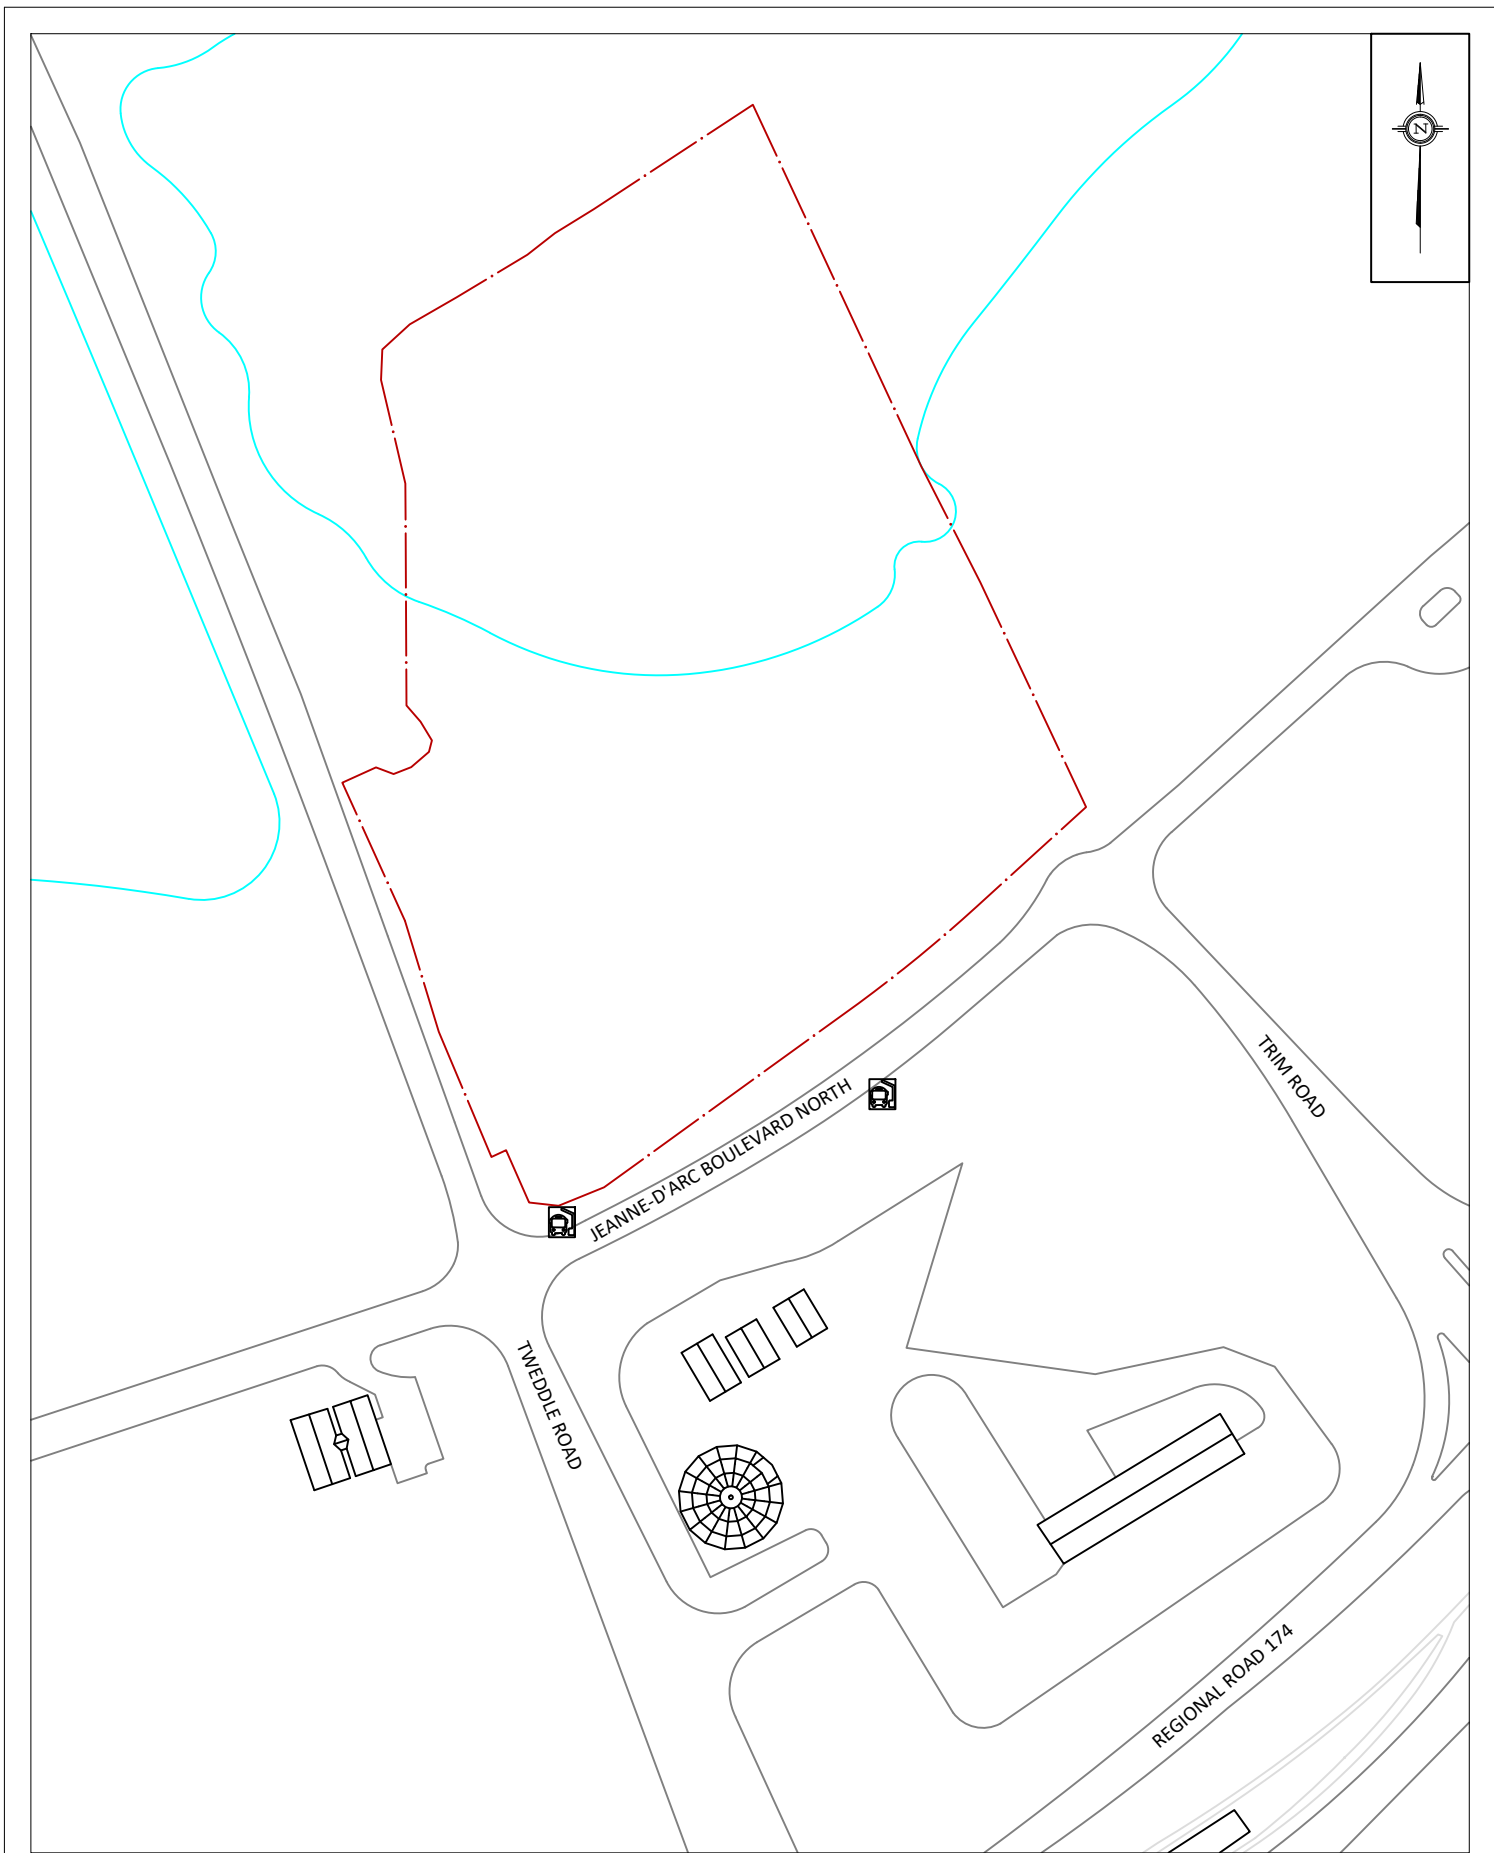 N
TRIM ROAD
JEANNE-D'ARC BOULEVARD NORTH
TWEDDLE ROAD
REGIONAL ROAD 174